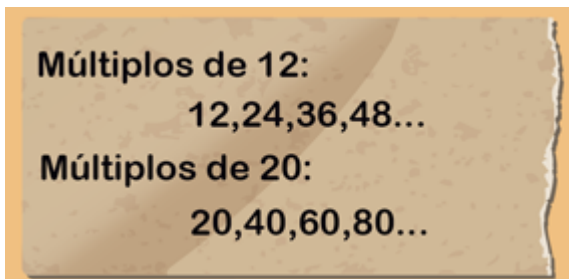 Múltiplos de 12:
12,24,36,48...
Múltiplos de 20:
20,40,60,80...